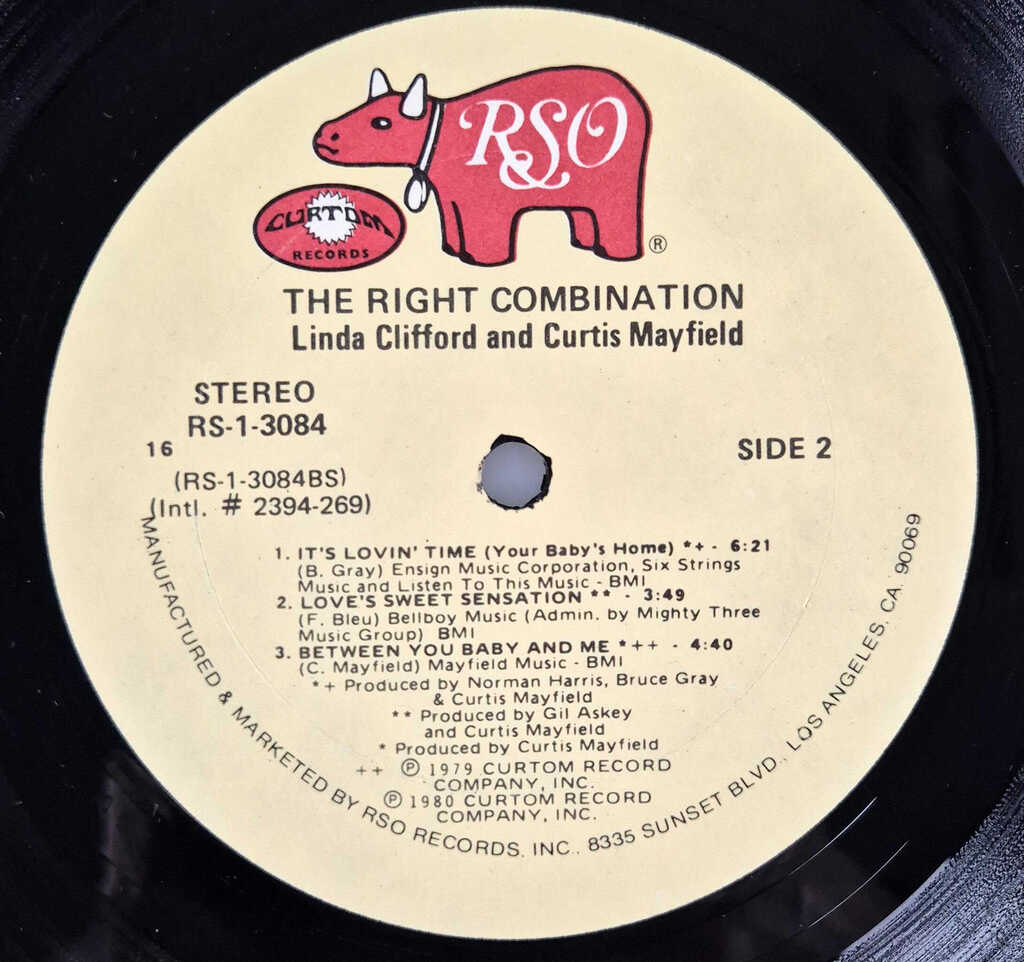 RSO
®
CURTOM
RECORDS
THE RIGHT COMBINATION
Linda Clifford and Curtis Mayfield
STEREO
RS-1-3084
16
SIDE 2
(RS-1-3084BS)
(Intl. # 2394-269)
1. IT'S LOVIN' TIME (Your Baby's Home) *+ - 6:21
(B. Gray) Ensign Music Corporation, Six Strings
Music and Listen To This Music - BMI
2. LOVE'S SWEET SENSATION ** - 3:49
(F. Bleu) Bellboy Music (Admin. by Mighty Three
Music Group) BMI
3. BETWEEN YOU BABY AND ME *++ - 4:40
(C. Mayfield) Mayfield Music - BMI
*+ Produced by Norman Harris, Bruce Gray
& Curtis Mayfield
** Produced by Gil Askey
and Curtis Mayfield
* Produced by Curtis Mayfield
++ ℗ 1979 CURTOM RECORD
COMPANY, INC.
℗ 1980 CURTOM RECORD
COMPANY, INC.
MANUFACTURED & MARKETED BY RSO RECORDS, INC., 8335 SUNSET BLVD., LOS ANGELES, CA. 90069